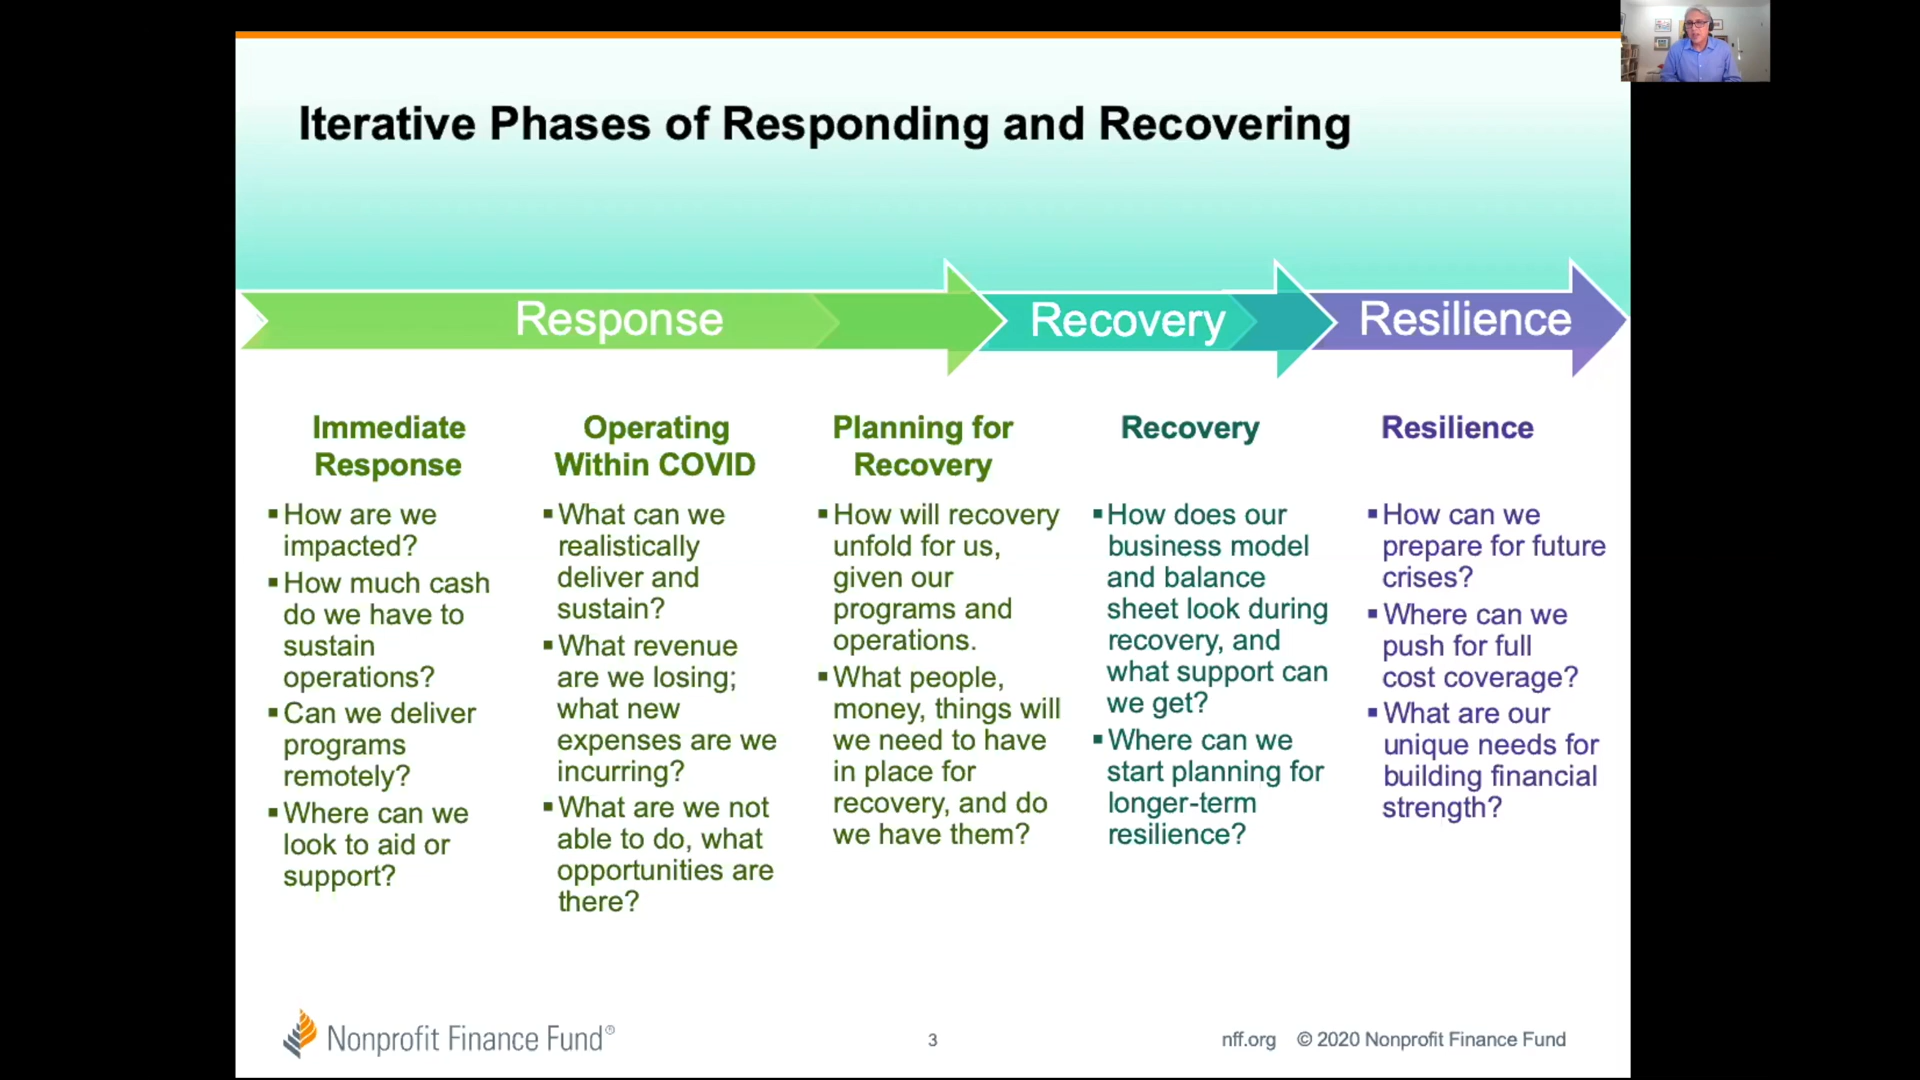 Iterative Phases of Responding and Recovering
Response
Recovery
Resilience
Immediate
Response
▪How are we
impacted?
▪How much cash
do we have to
sustain
operations?
▪Can we deliver
programs
remotely?
▪Where can we
look to aid or
support?
Operating
Within COVID
▪What can we
realistically
deliver and
sustain?
▪What revenue
are we losing;
what new
expenses are we
incurring?
▪What are we not
able to do, what
opportunities are
there?
Planning for
Recovery
▪How will recovery
unfold for us,
given our
programs and
operations.
▪What people,
money, things will
we need to have
in place for
recovery, and do
we have them?
Recovery
▪How does our
business model
and balance
sheet look during
recovery, and
what support can
we get?
▪Where can we
start planning for
longer-term
resilience?
Resilience
▪How can we
prepare for future
crises?
▪Where can we
push for full
cost coverage?
▪What are our
unique needs for
building financial
strength?
Nonprofit Finance Fund®
3
nff.org © 2020 Nonprofit Finance Fund